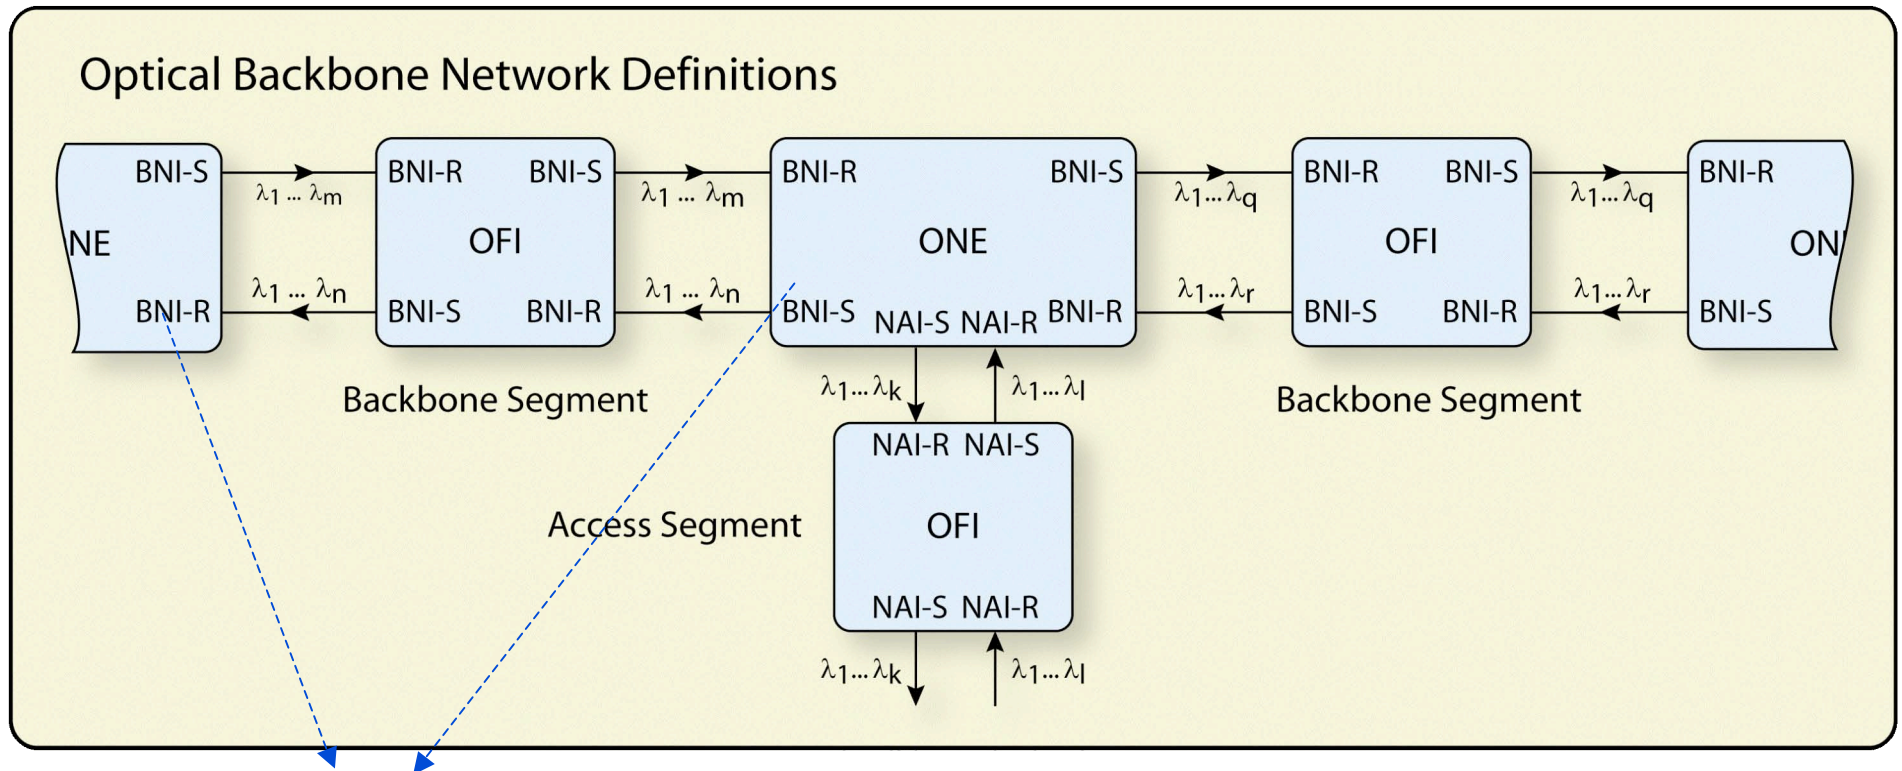 Optical Backbone Network Definitions
BNI-S λ1 ... λm BNI-R BNI-S λ1 ... λm BNI-R BNI-S λ1...λq BNI-R BNI-S λ1...λq BNI-R
NE OFI ONE OFI ON
BNI-R λ1 ... λn BNI-S BNI-R λ1 ... λn BNI-S NAI-S NAI-R BNI-R λ1...λr BNI-S BNI-R λ1...λr BNI-S
Backbone Segment λ1...λk λ1...λl Backbone Segment
NAI-R NAI-S
Access Segment OFI
NAI-S NAI-R
λ1...λk λ1...λl